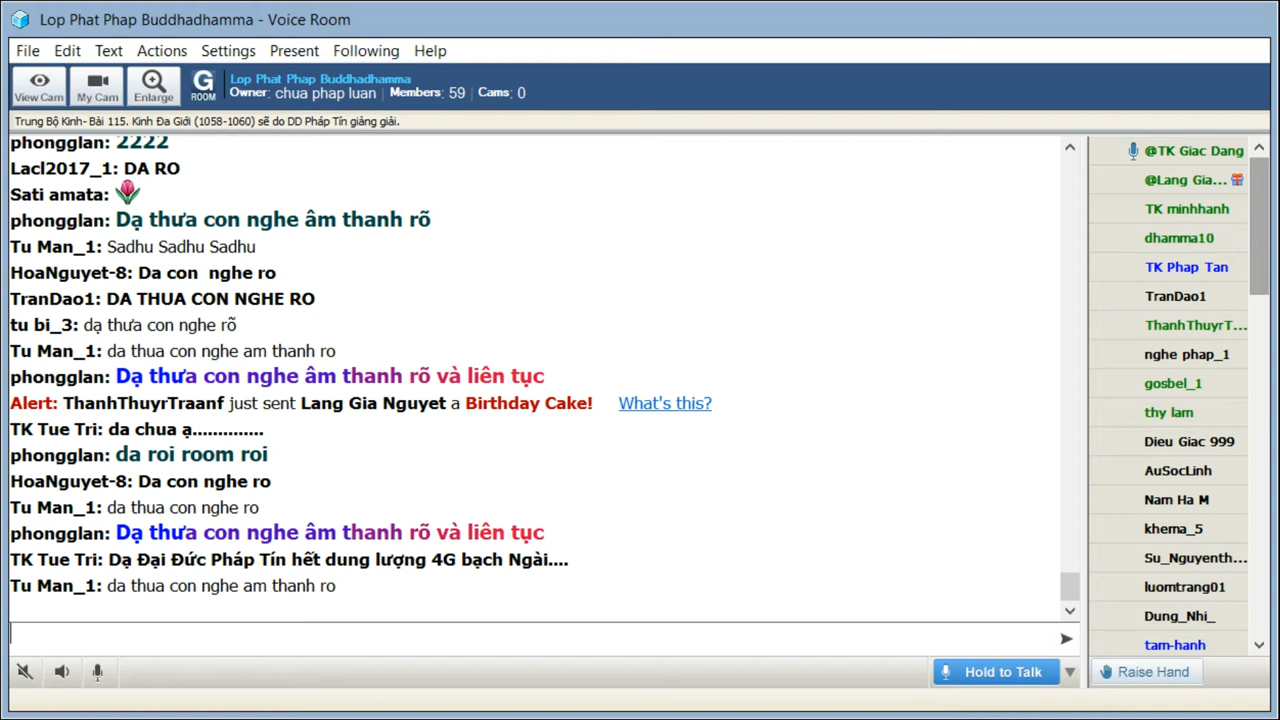 Lop Phat Phap Buddhadhamma - Voice Room
File Edit Text Actions Settings Present Following Help
View Cam
My Cam
Enlarge
G ROOM
Lop Phat Phap Buddhadhamma
Owner: chua phap luan | Members: 59 | Cams: 0
Trung Bộ Kinh- Bài 115. Kinh Đa Giới (1058-1060) sẽ do DD Pháp Tín giảng giải.
phongglan: 2222
Lacl2017_1: DA RO
Sati amata:
phongglan: Dạ thưa con nghe âm thanh rõ
Tu Man_1: Sadhu Sadhu Sadhu
HoaNguyet-8: Da con nghe ro
TranDao1: DA THUA CON NGHE RO
tu bi_3: dạ thưa con nghe rõ
Tu Man_1: da thua con nghe am thanh ro
phongglan: Dạ thưa con nghe âm thanh rõ và liên tục
Alert: ThanhThuyrTraanf just sent Lang Gia Nguyet a Birthday Cake! What's this?
TK Tue Tri: da chua ạ..............
phongglan: da roi room roi
HoaNguyet-8: Da con nghe ro
Tu Man_1: da thua con nghe ro
phongglan: Dạ thưa con nghe âm thanh rõ và liên tục
TK Tue Tri: Dạ Đại Đức Pháp Tín hết dung lượng 4G bạch Ngài....
Tu Man_1: da thua con nghe am thanh ro
@TK Giac Dang
@Lang Gia...
TK minhhanh
dhamma10
TK Phap Tan
TranDao1
ThanhThuyrT...
nghe phap_1
gosbel_1
thy lam
Dieu Giac 999
AuSocLinh
Nam Ha M
khema_5
Su_Nguyenth...
luomtrang01
Dung_Nhi_
tam-hanh
Hold to Talk
Raise Hand